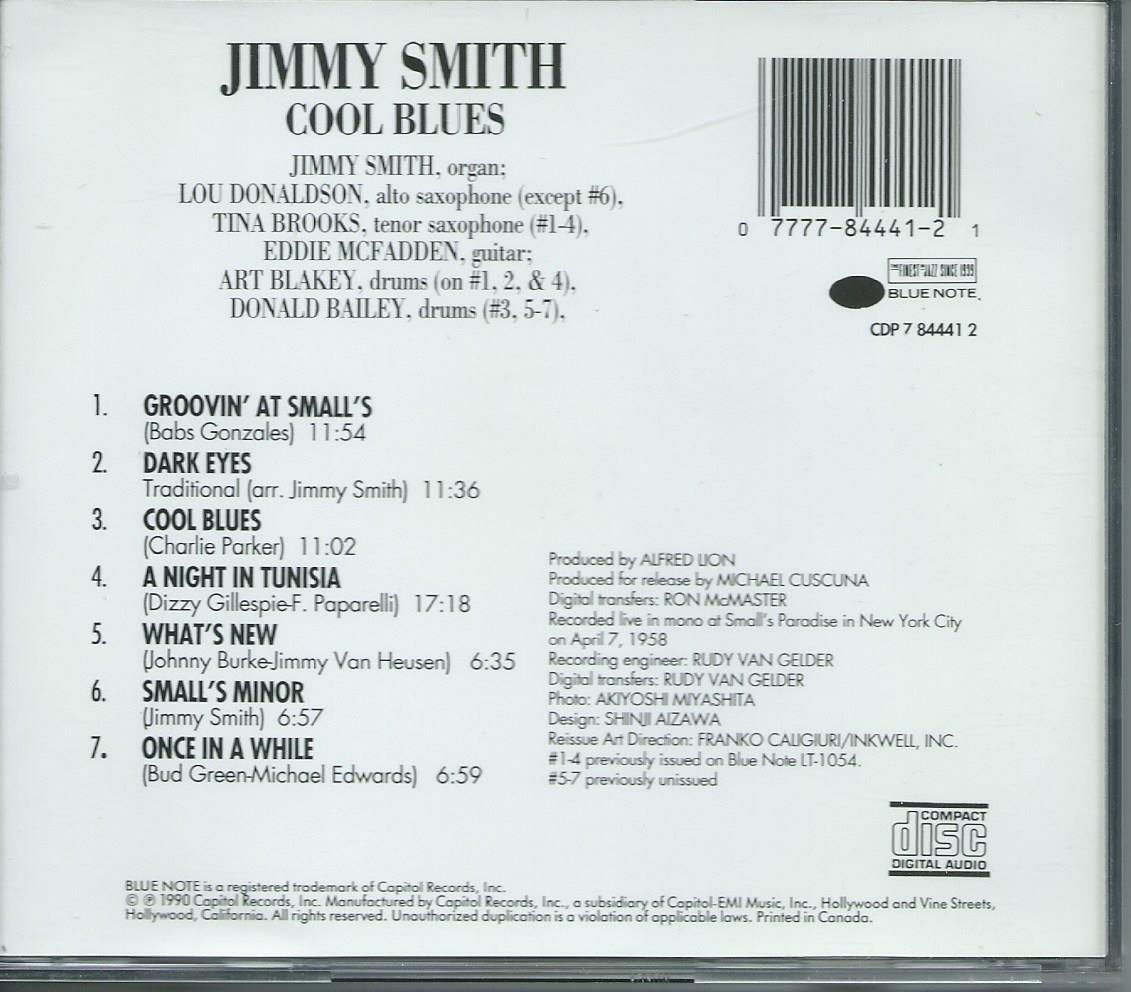 JIMMY SMITH
COOL BLUES
JIMMY SMITH, organ;
LOU DONALDSON, alto saxophone (except #6),
TINA BROOKS, tenor saxophone (#1-4),
EDDIE MCFADDEN, guitar;
ART BLAKEY, drums (on #1, 2, & 4),
DONALD BAILEY, drums (#3, 5-7),
0 7777-84441-2 1
THE FINEST IN JAZZ SINCE 1939
BLUE NOTE
CDP 7 84441 2
1. GROOVIN' AT SMALL'S
(Babs Gonzales) 11:54
2. DARK EYES
Traditional (arr. Jimmy Smith) 11:36
3. COOL BLUES
(Charlie Parker) 11:02
4. A NIGHT IN TUNISIA
(Dizzy Gillespie-F. Paparelli) 17:18
5. WHAT'S NEW
(Johnny Burke-Jimmy Van Heusen) 6:35
6. SMALL'S MINOR
(Jimmy Smith) 6:57
7. ONCE IN A WHILE
(Bud Green-Michael Edwards) 6:59
Produced by ALFRED LION
Produced for release by MICHAEL CUSCUNA
Digital transfers: RON McMASTER
Recorded live in mono at Small's Paradise in New York City
on April 7, 1958
Recording engineer: RUDY VAN GELDER
Digital transfers: RUDY VAN GELDER
Photo: AKIYOSHI MIYASHITA
Design: SHINJI AIZAWA
Reissue Art Direction: FRANKO CALIGIURI/INKWELL, INC.
#1-4 previously issued on Blue Note LT-1054.
#5-7 previously unissued
COMPACT
disc
DIGITAL AUDIO
BLUE NOTE is a registered trademark of Capitol Records, Inc.
© ℗ 1990 Capitol Records, Inc. Manufactured by Capitol Records, Inc., a subsidiary of Capitol-EMI Music, Inc., Hollywood and Vine Streets,
Hollywood, California. All rights reserved. Unauthorized duplication is a violation of applicable laws. Printed in Canada.